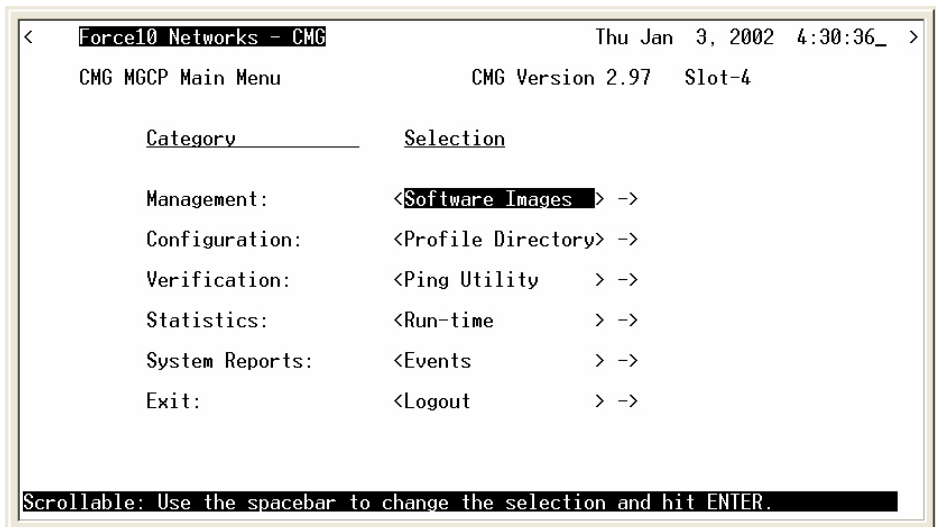 < Force10 Networks - CMG Thu Jan 3, 2002 4:30:36_ >
CMG MGCP Main Menu CMG Version 2.97 Slot-4
Category Selection
Management: <Software Images > ->
Configuration: <Profile Directory> ->
Verification: <Ping Utility > ->
Statistics: <Run-time > ->
System Reports: <Events > ->
Exit: <Logout > ->
Scrollable: Use the spacebar to change the selection and hit ENTER.